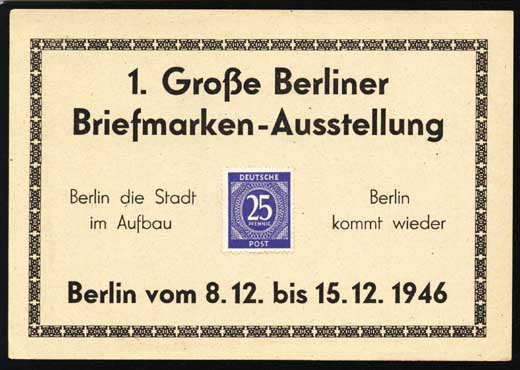 1. Große Berliner
Briefmarken-Ausstellung
Berlin die Stadt
im Aufbau
DEUTSCHE
25
PFENNIG
POST
Berlin
kommt wieder
Berlin vom 8.12. bis 15.12. 1946